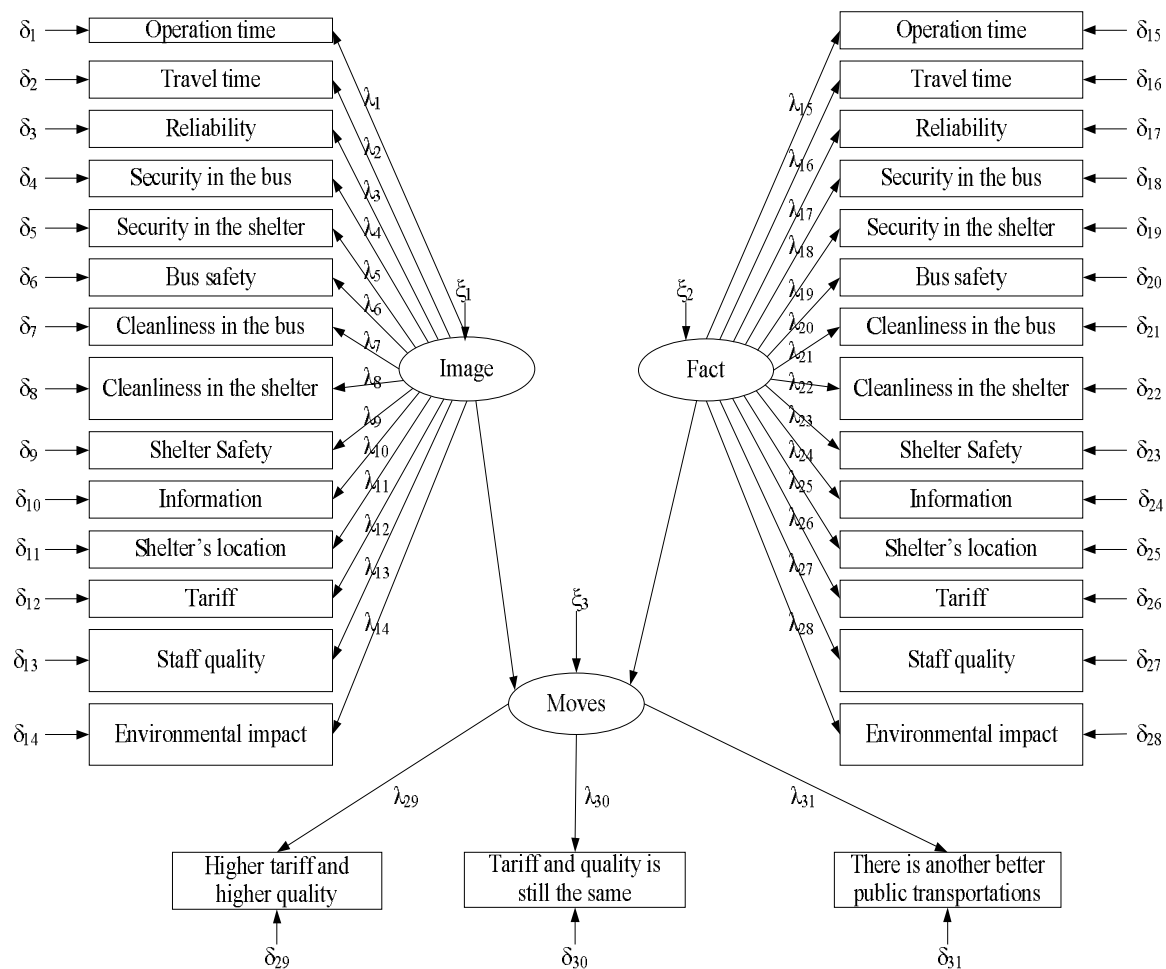 δ1
Operation time
δ2
Travel time
δ3
Reliability
δ4
Security in the bus
δ5
Security in the shelter
δ6
Bus safety
δ7
Cleanliness in the bus
δ8
Cleanliness in the shelter
δ9
Shelter Safety
δ10
Information
δ11
Shelter's location
δ12
Tariff
δ13
Staff quality
δ14
Environmental impact
λ1
λ2
λ3
λ4
λ5
λ6
λ7
λ8
λ9
λ10
λ11
λ12
λ13
λ14
ξ1
Image
ξ2
Fact
λ15
λ16
λ17
λ18
λ19
λ20
λ21
λ22
λ23
λ24
λ25
λ26
λ27
λ28
Operation time
δ15
Travel time
δ16
Reliability
δ17
Security in the bus
δ18
Security in the shelter
δ19
Bus safety
δ20
Cleanliness in the bus
δ21
Cleanliness in the shelter
δ22
Shelter Safety
δ23
Information
δ24
Shelter's location
δ25
Tariff
δ26
Staff quality
δ27
Environmental impact
δ28
ξ3
Moves
λ29
λ30
λ31
Higher tariff and
higher quality
Tariff and quality is
still the same
There is another better
public transportations
δ29
δ30
δ31